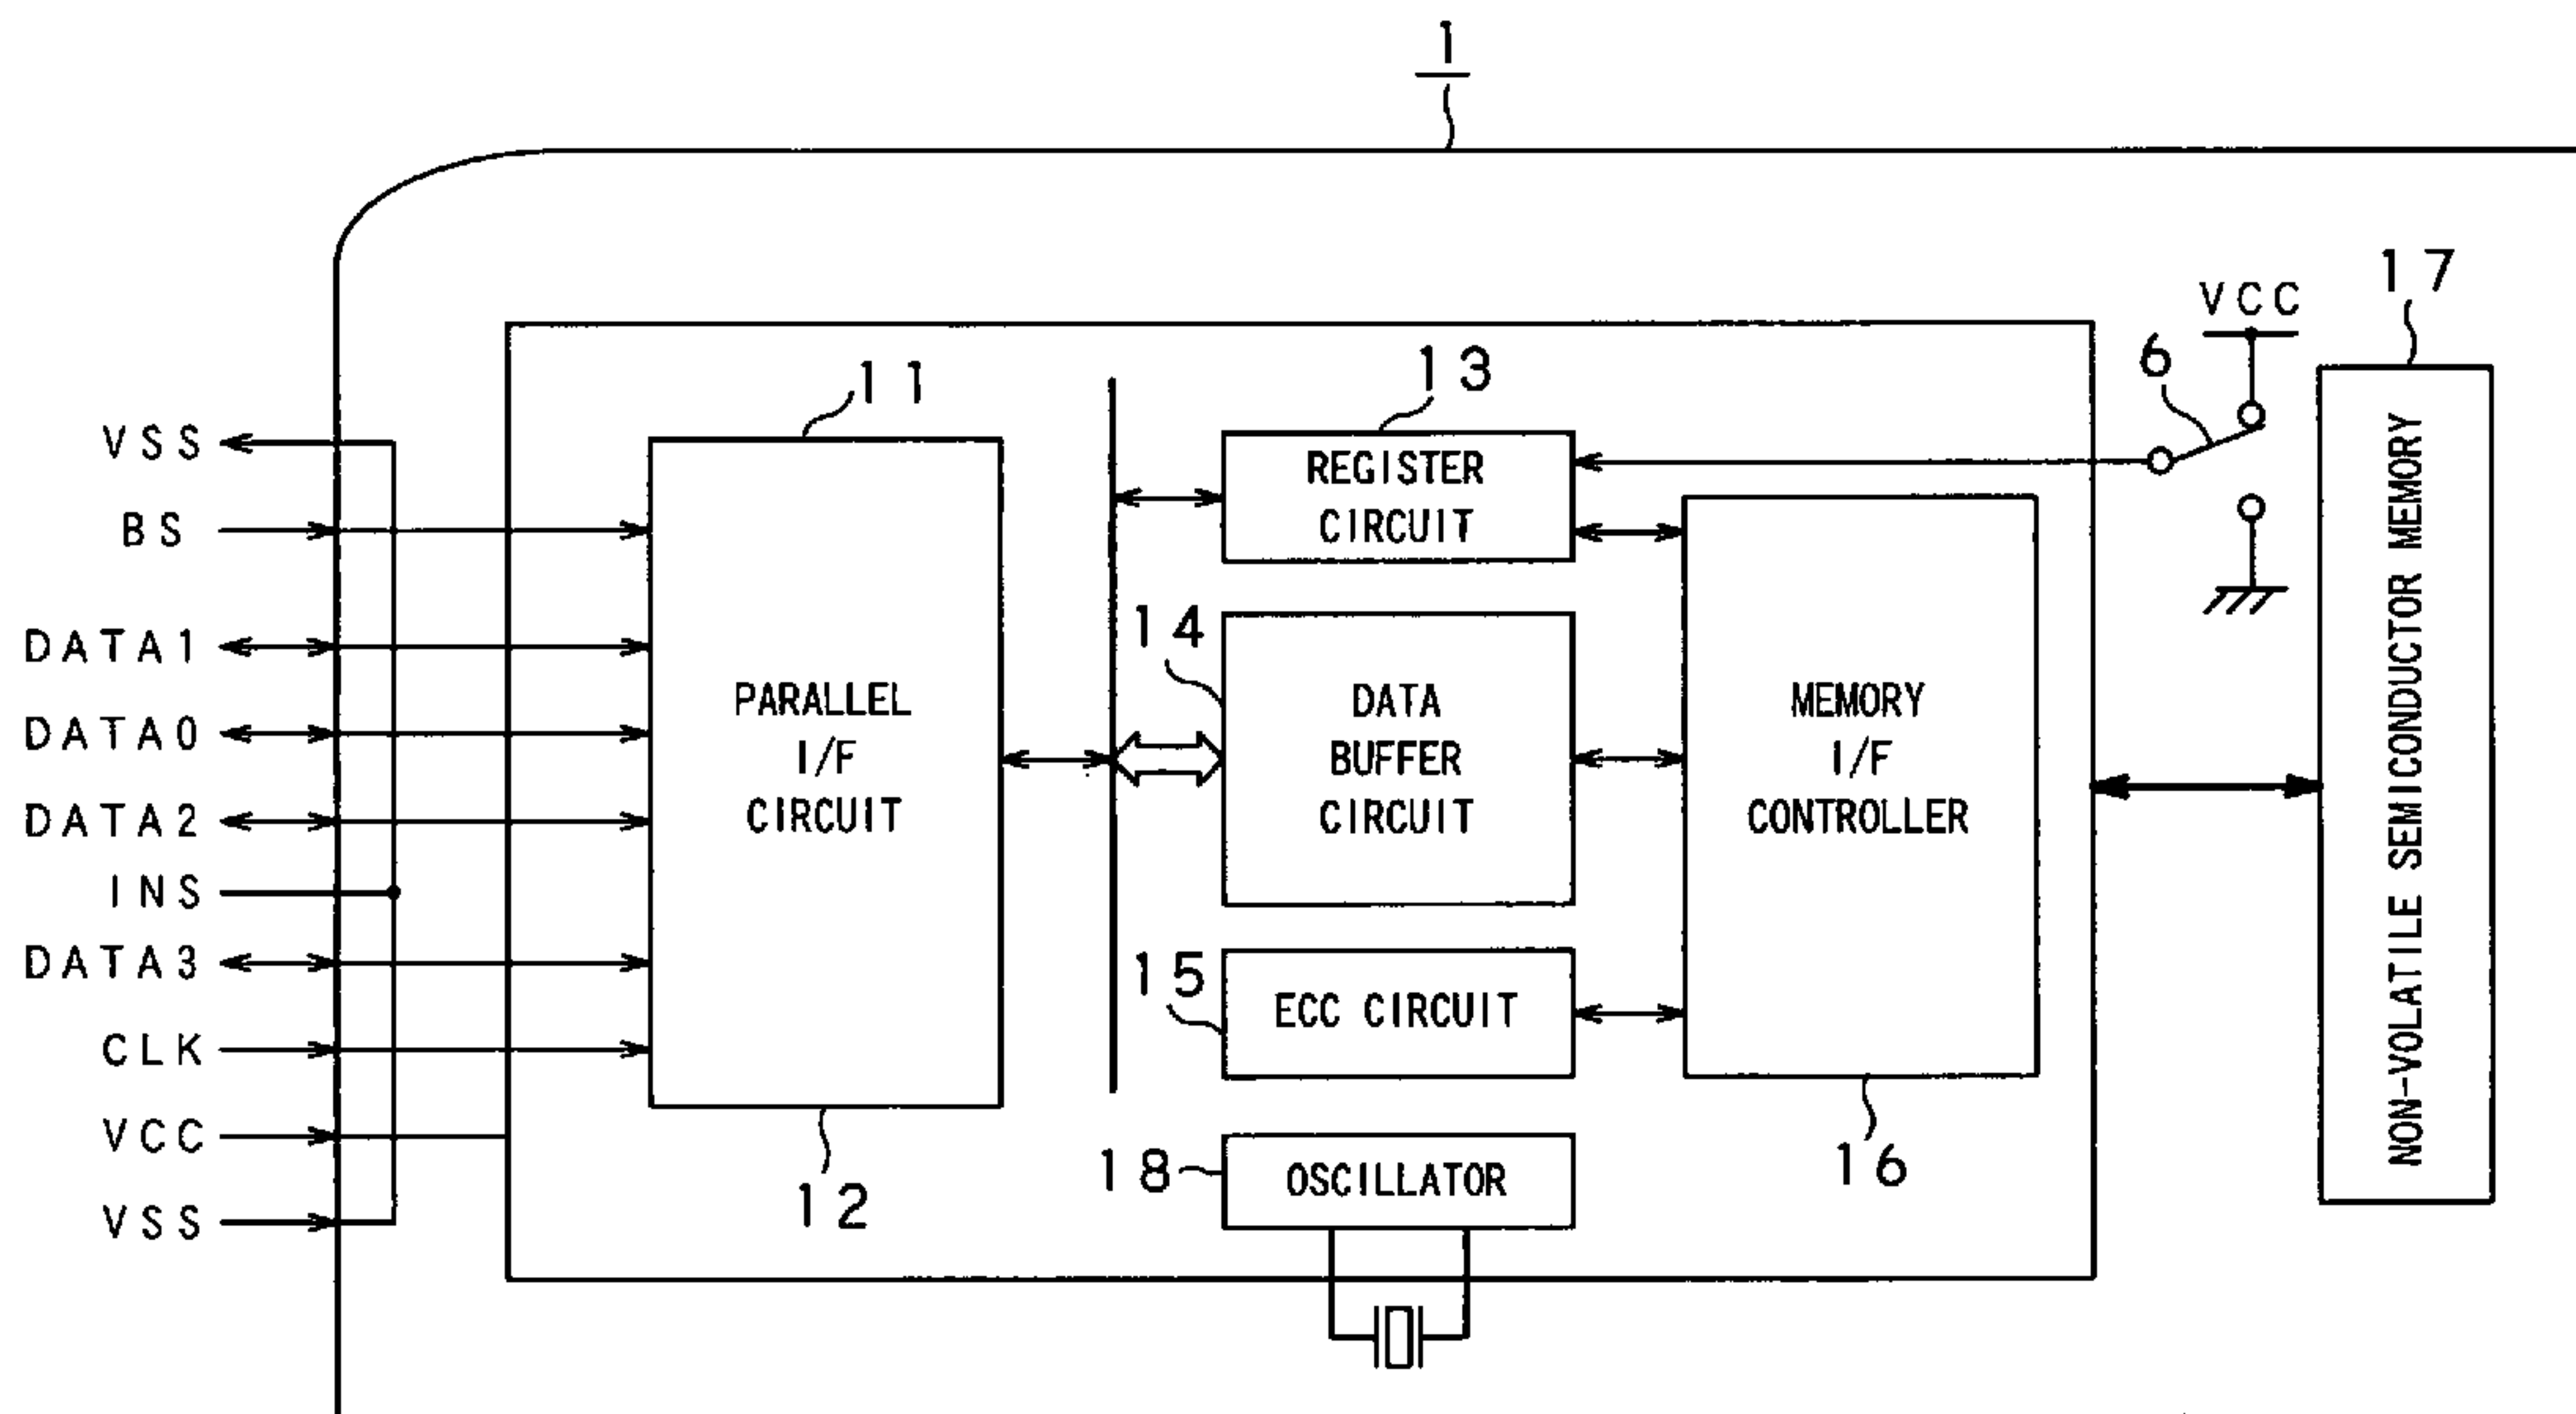 1
17
VCC
6
11
13
VSS
REGISTER
CIRCUIT
BS
14
DATA1
PARALLEL
I/F
CIRCUIT
DATA
BUFFER
CIRCUIT
MEMORY
I/F
CONTROLLER
NON-VOLATILE SEMICONDUCTOR MEMORY
DATA0
DATA2
INS
DATA3
15
ECC CIRCUIT
CLK
VCC
18
OSCILLATOR
16
12
VSS